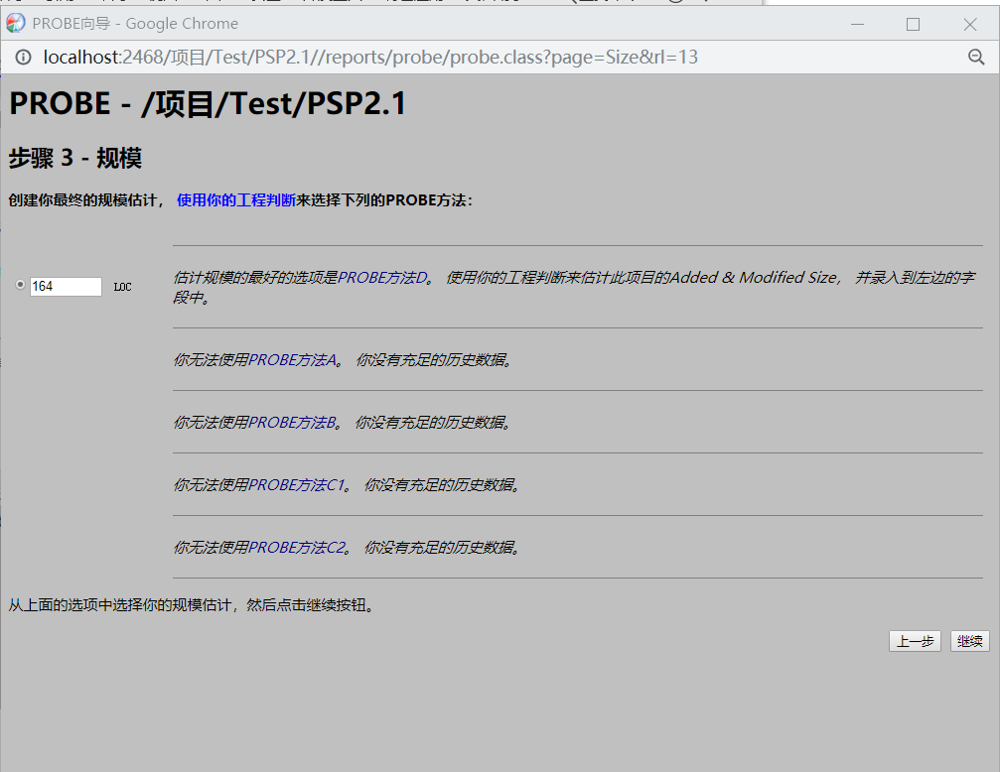 PROBE向导 - Google Chrome
localhost:2468/项目/Test/PSP2.1//reports/probe/probe.class?page=Size&rl=13
PROBE - /项目/Test/PSP2.1
步骤 3 - 规模
创建你最终的规模估计， 使用你的工程判断来选择下列的PROBE方法：
164 LOC
估计规模的最好的选项是PROBE方法D。 使用你的工程判断来估计此项目的Added & Modified Size， 并录入到左边的字
段中。
你无法使用PROBE方法A。 你没有充足的历史数据。
你无法使用PROBE方法B。 你没有充足的历史数据。
你无法使用PROBE方法C1。 你没有充足的历史数据。
你无法使用PROBE方法C2。 你没有充足的历史数据。
从上面的选项中选择你的规模估计，然后点击继续按钮。
上一步 继续